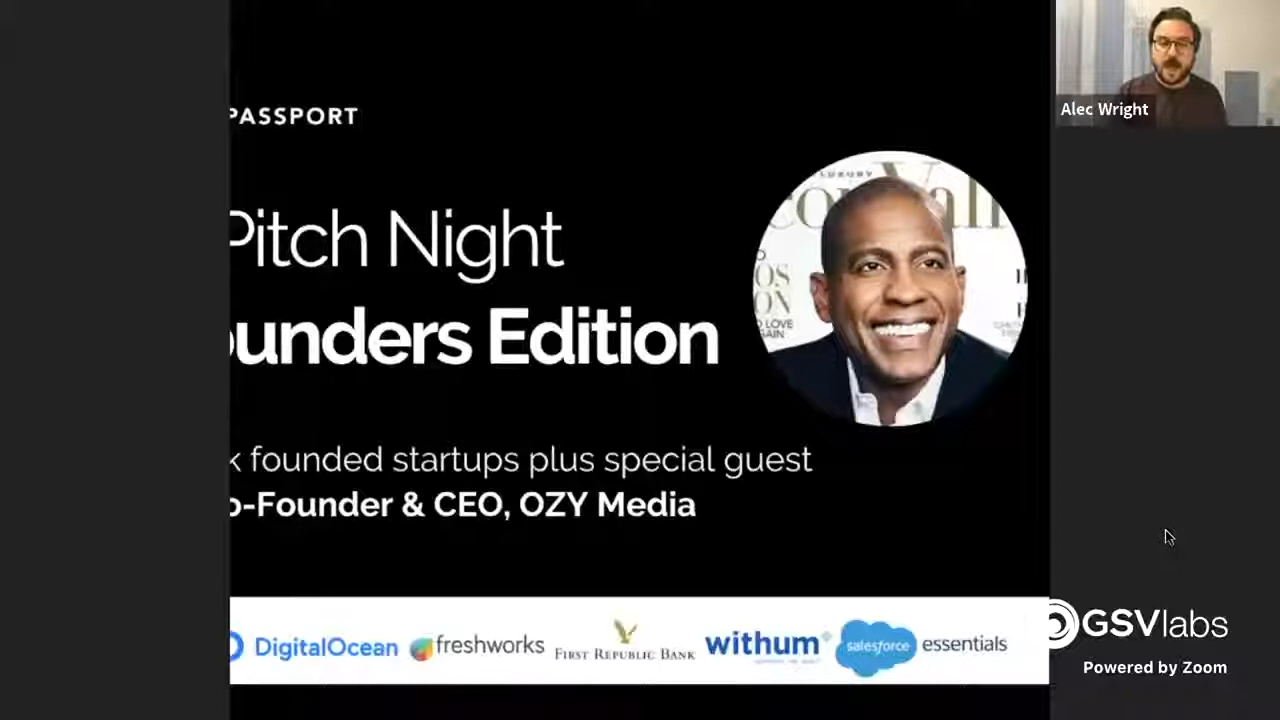 PASSPORT
Pitch Night
ounders Edition
k founded startups plus special guest
o-Founder & CEO, OZY Media
DigitalOcean
freshworks
FIRST REPUBLIC BANK
withum
salesforce
essentials
Alec Wright
GSVlabs
Powered by Zoom